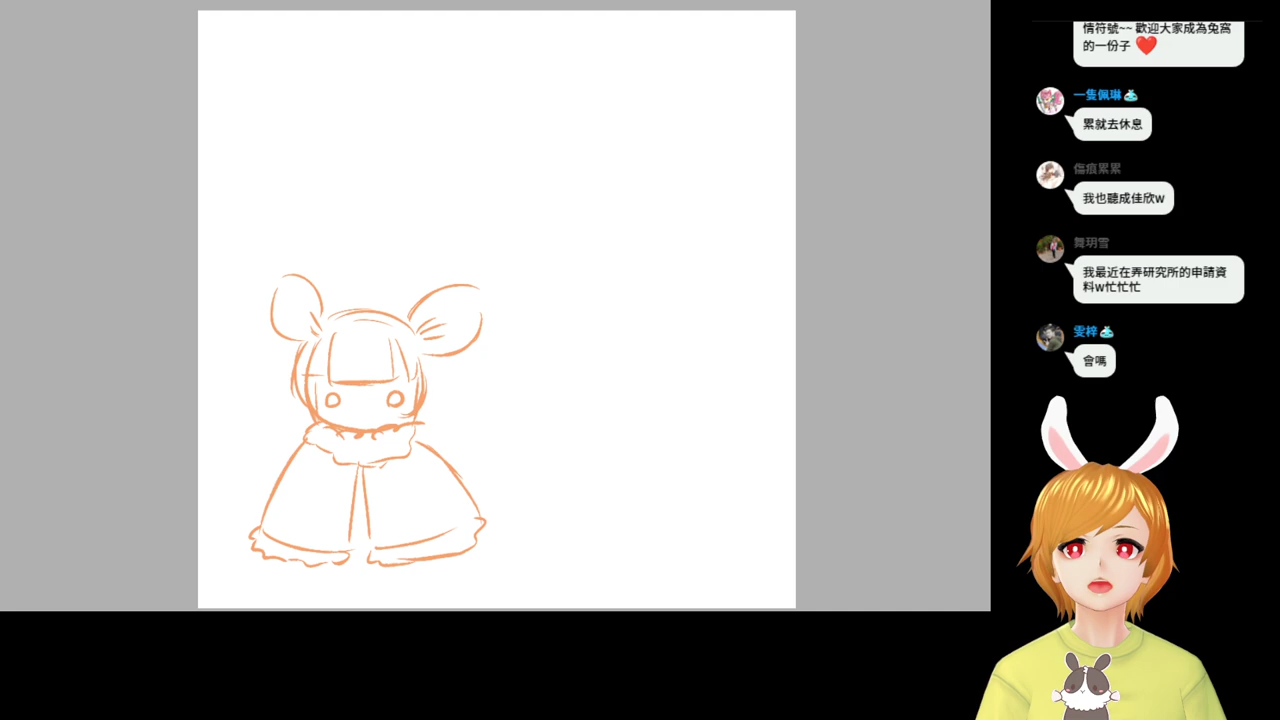 情符號~~ 歡迎大家成為兔窩
的一份子 ❤️
一隻佩琳
累就去休息
傷痕累累
我也聽成佳欣w
舞玥雪
我最近在弄研究所的申請資
料w忙忙忙
雯梓
會嗎